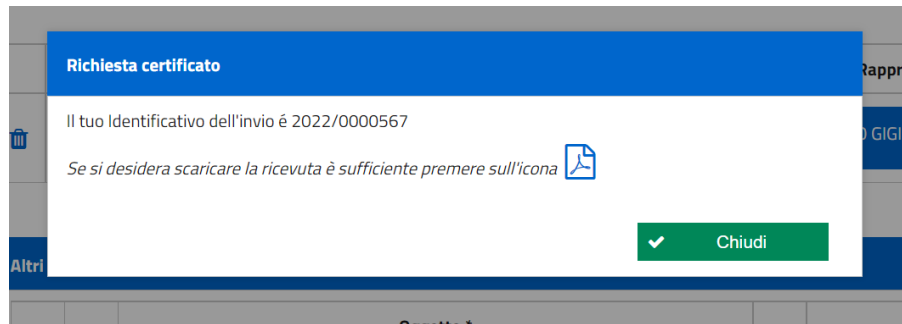 Richiesta certificato
Rappr
Il tuo Identificativo dell'invio é 2022/0000567
GIGI
Se si desidera scaricare la ricevuta è sufficiente premere sull'icona
Chiudi
Altri